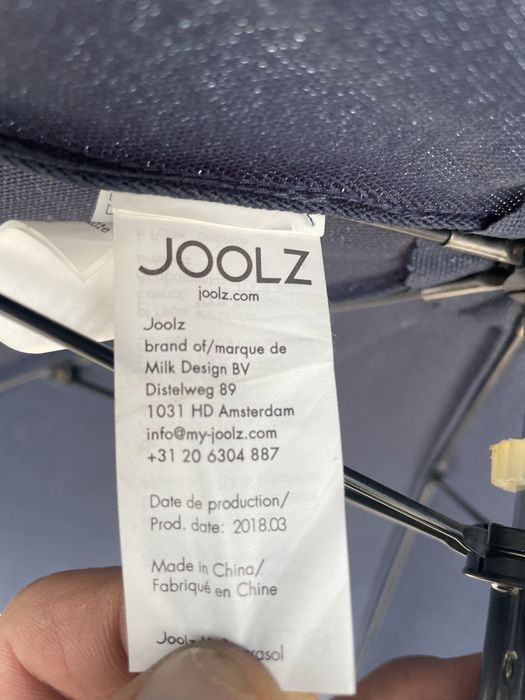 JOOLZ
joolz.com
Joolz
brand of/marque de
Milk Design BV
Distelweg 89
1031 HD Amsterdam
info@my-joolz.com
+31 20 6304 887
Date de production/
Prod. date: 2018.03
Made in China/
Fabriqué en Chine
Joolz